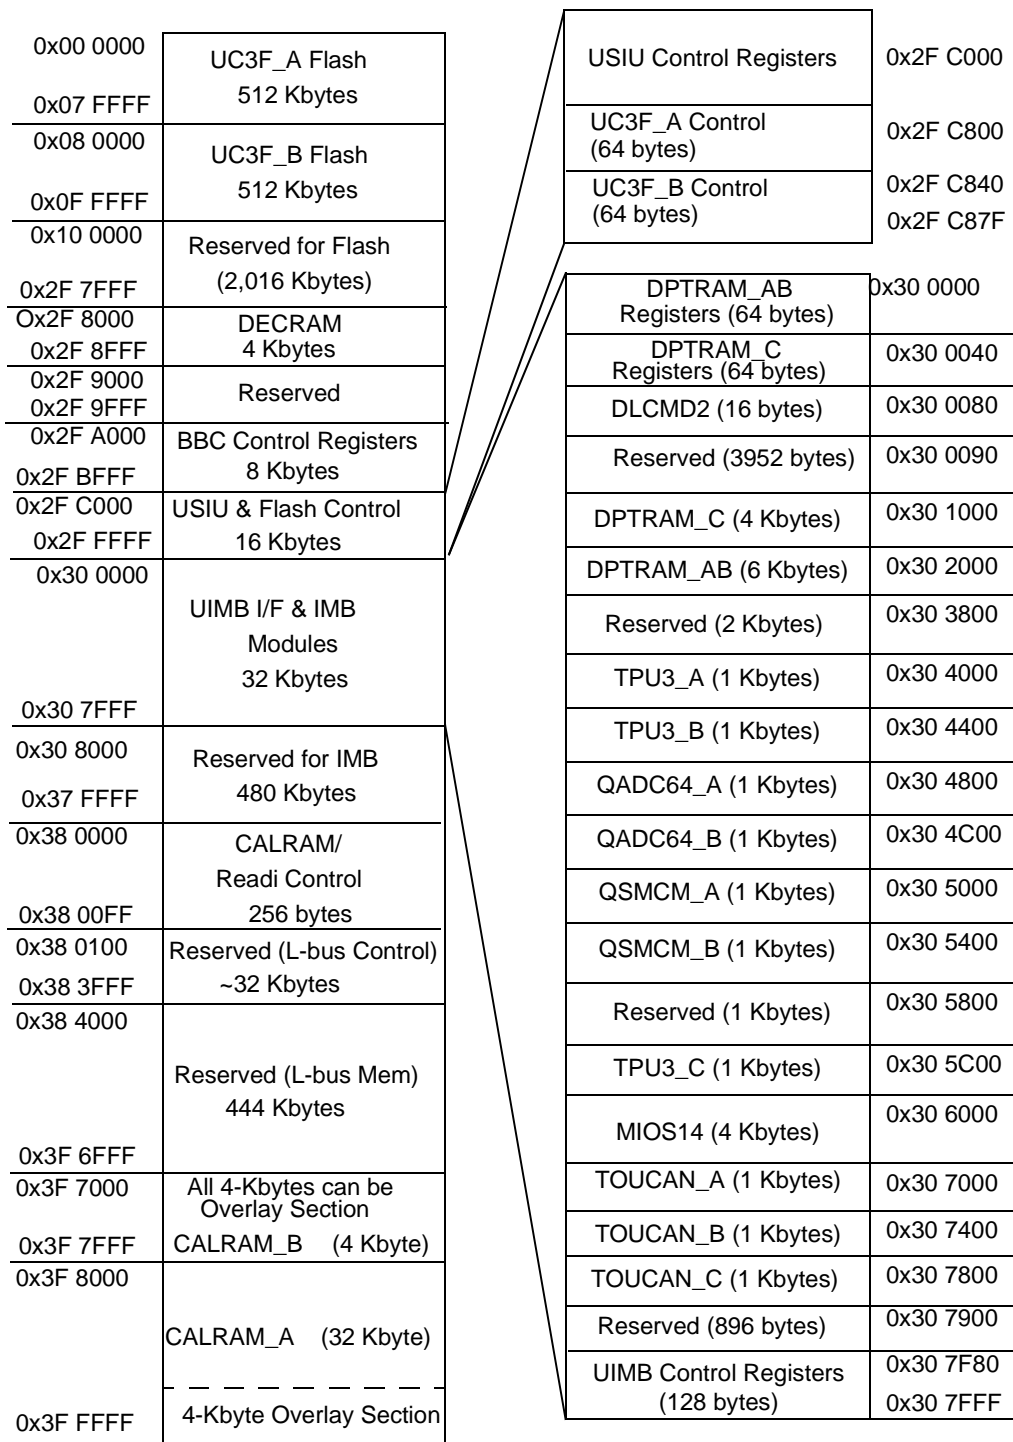 0x00 0000
UC3F_A Flash
512 Kbytes
0x07 FFFF
0x08 0000
UC3F_B Flash
512 Kbytes
0x0F FFFF
0x10 0000
Reserved for Flash
(2,016 Kbytes)
0x2F 7FFF
Ox2F 8000
DECRAM
4 Kbytes
0x2F 8FFF
0x2F 9000
Reserved
0x2F 9FFF
0x2F A000
BBC Control Registers
8 Kbytes
0x2F BFFF
0x2F C000
USIU & Flash Control
16 Kbytes
0x2F FFFF
0x30 0000
UIMB I/F & IMB
Modules
32 Kbytes
0x30 7FFF
0x30 8000
Reserved for IMB
480 Kbytes
0x37 FFFF
0x38 0000
CALRAM/
Readi Control
256 bytes
0x38 00FF
0x38 0100
Reserved (L-bus Control)
~32 Kbytes
0x38 3FFF
0x38 4000
Reserved (L-bus Mem)
444 Kbytes
0x3F 6FFF
0x3F 7000
All 4-Kbytes can be
Overlay Section
0x3F 7FFF
CALRAM_B (4 Kbyte)
0x3F 8000
CALRAM_A (32 Kbyte)
4-Kbyte Overlay Section
0x3F FFFF
USIU Control Registers
0x2F C000
UC3F_A Control
(64 bytes)
0x2F C800
UC3F_B Control
(64 bytes)
0x2F C840
0x2F C87F
DPTRAM_AB
Registers (64 bytes)
0x30 0000
DPTRAM_C
Registers (64 bytes)
0x30 0040
DLCMD2 (16 bytes)
0x30 0080
Reserved (3952 bytes)
0x30 0090
DPTRAM_C (4 Kbytes)
0x30 1000
DPTRAM_AB (6 Kbytes)
0x30 2000
Reserved (2 Kbytes)
0x30 3800
TPU3_A (1 Kbytes)
0x30 4000
TPU3_B (1 Kbytes)
0x30 4400
QADC64_A (1 Kbytes)
0x30 4800
QADC64_B (1 Kbytes)
0x30 4C00
QSMCM_A (1 Kbytes)
0x30 5000
QSMCM_B (1 Kbytes)
0x30 5400
Reserved (1 Kbytes)
0x30 5800
TPU3_C (1 Kbytes)
0x30 5C00
MIOS14 (4 Kbytes)
0x30 6000
TOUCAN_A (1 Kbytes)
0x30 7000
TOUCAN_B (1 Kbytes)
0x30 7400
TOUCAN_C (1 Kbytes)
0x30 7800
Reserved (896 bytes)
0x30 7900
UIMB Control Registers
(128 bytes)
0x30 7F80
0x30 7FFF